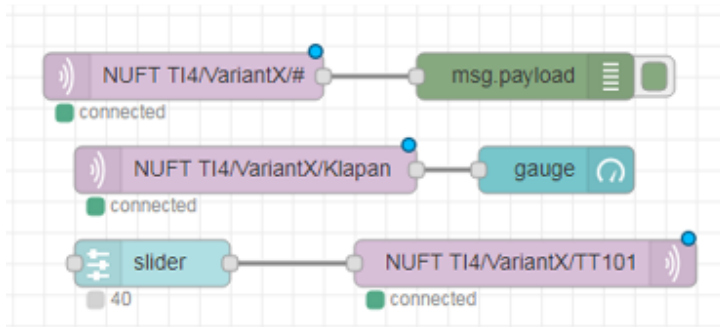 NUFT TI4/VariantX/#
msg.payload
connected
NUFT TI4/VariantX/Klapan
gauge
connected
slider
NUFT TI4/VariantX/TT101
40
connected